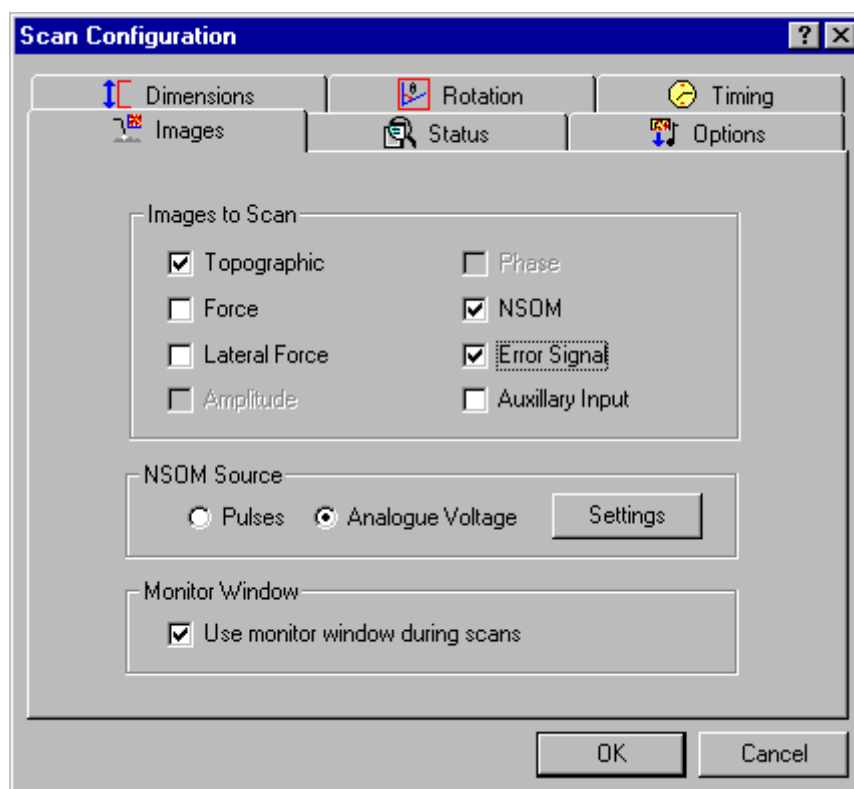 Scan Configuration
Dimensions
Rotation
Timing
Images
Status
Options
Images to Scan
Topographic
Phase
Force
NSOM
Lateral Force
Error Signal
Amplitude
Auxillary Input
NSOM Source
Pulses
Analogue Voltage
Settings
Monitor Window
Use monitor window during scans
OK
Cancel